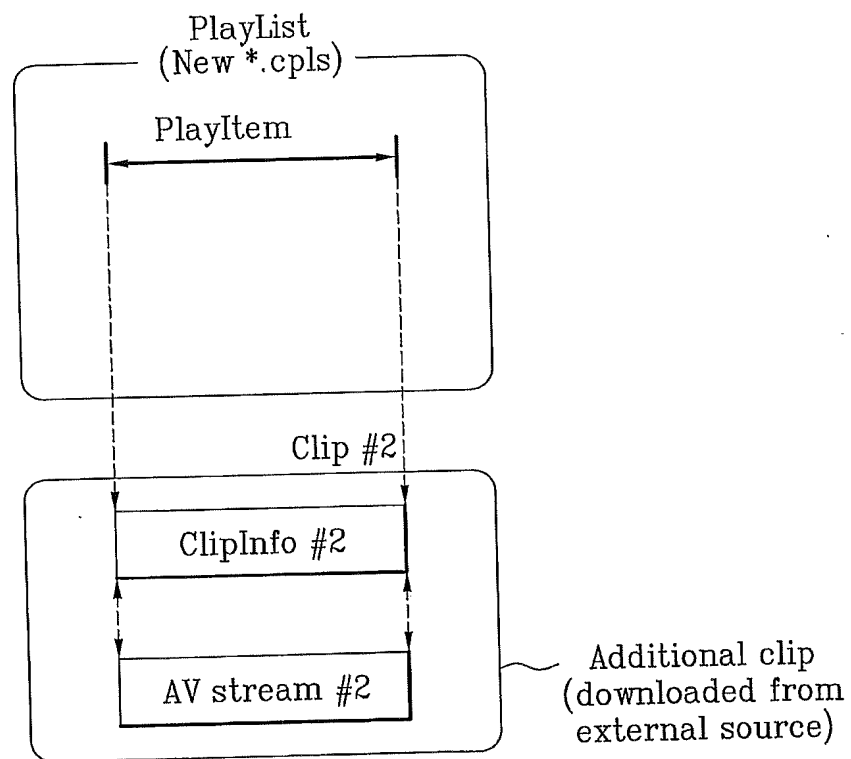 PlayList
(New *.cpls)
PlayItem
Clip #2
ClipInfo #2
AV stream #2
Additional clip
(downloaded from
external source)